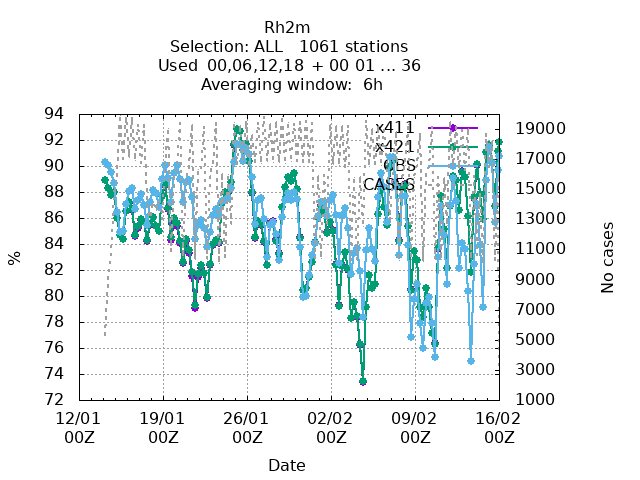 Rh2m
Selection: ALL   1061 stations
Used  00,06,12,18  + 00 01 ... 36
Averaging window:  6h
94
92
90
88
86
84
82
80
78
76
74
72
%
19000
17000
15000
13000
11000
9000
7000
5000
3000
1000
No cases
x411
x421
OBS
CASES
12/01 19/01 26/01 02/02 09/02 16/02
00Z 00Z 00Z 00Z 00Z 00Z
Date